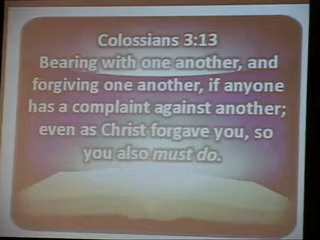 Colossians 3:13
Bearing with one another, and
forgiving one another, if anyone
has a complaint against another;
even as Christ forgave you, so
you also must do.